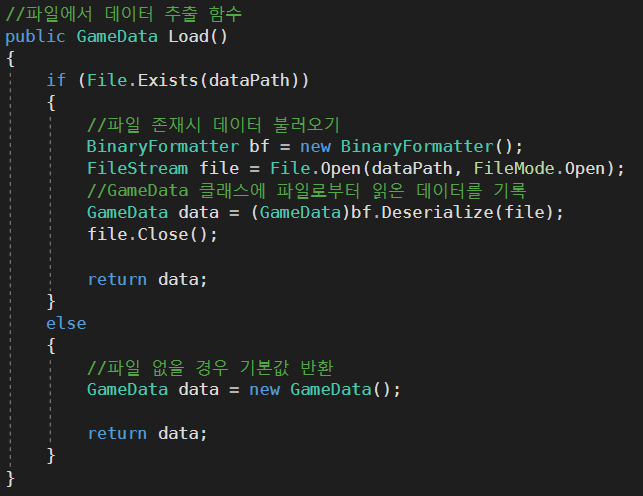 //파일에서 데이터 추출 함수
public GameData Load()
{
    if (File.Exists(dataPath))
    {
        //파일 존재시 데이터 불러오기
        BinaryFormatter bf = new BinaryFormatter();
        FileStream file = File.Open(dataPath, FileMode.Open);
        //GameData 클래스에 파일로부터 읽온 데이터를 기록
        GameData data = (GameData)bf.Deserialize(file);
        file.Close();

        return data;
    }
    else
    {
        //파일 없을 경우 기본값 반환
        GameData data = new GameData();

        return data;
    }
}